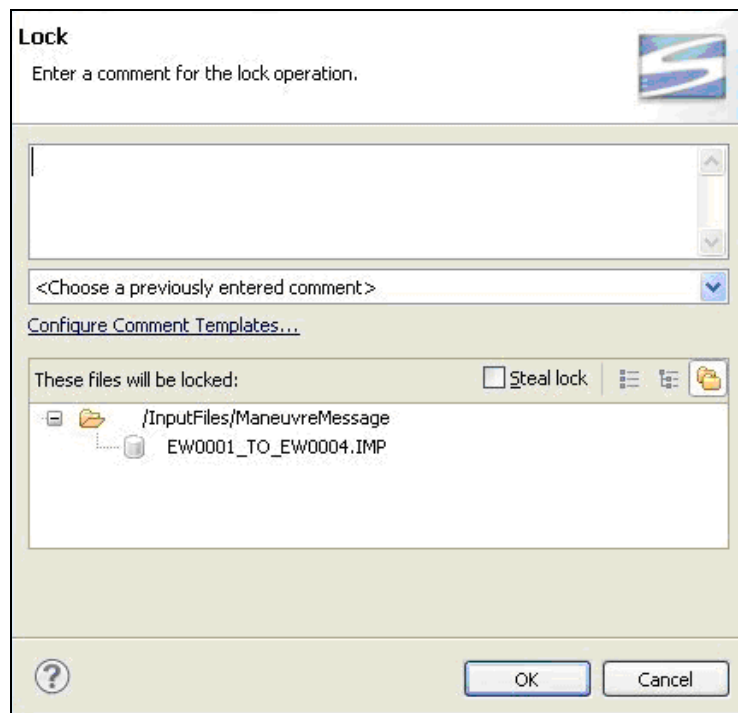 Lock
Enter a comment for the lock operation.
<Choose a previously entered comment>
Configure Comment Templates...
These files will be locked: Steal lock
/InputFiles/ManeuvreMessage
EW0001_TO_EW0004.IMP
? OK Cancel